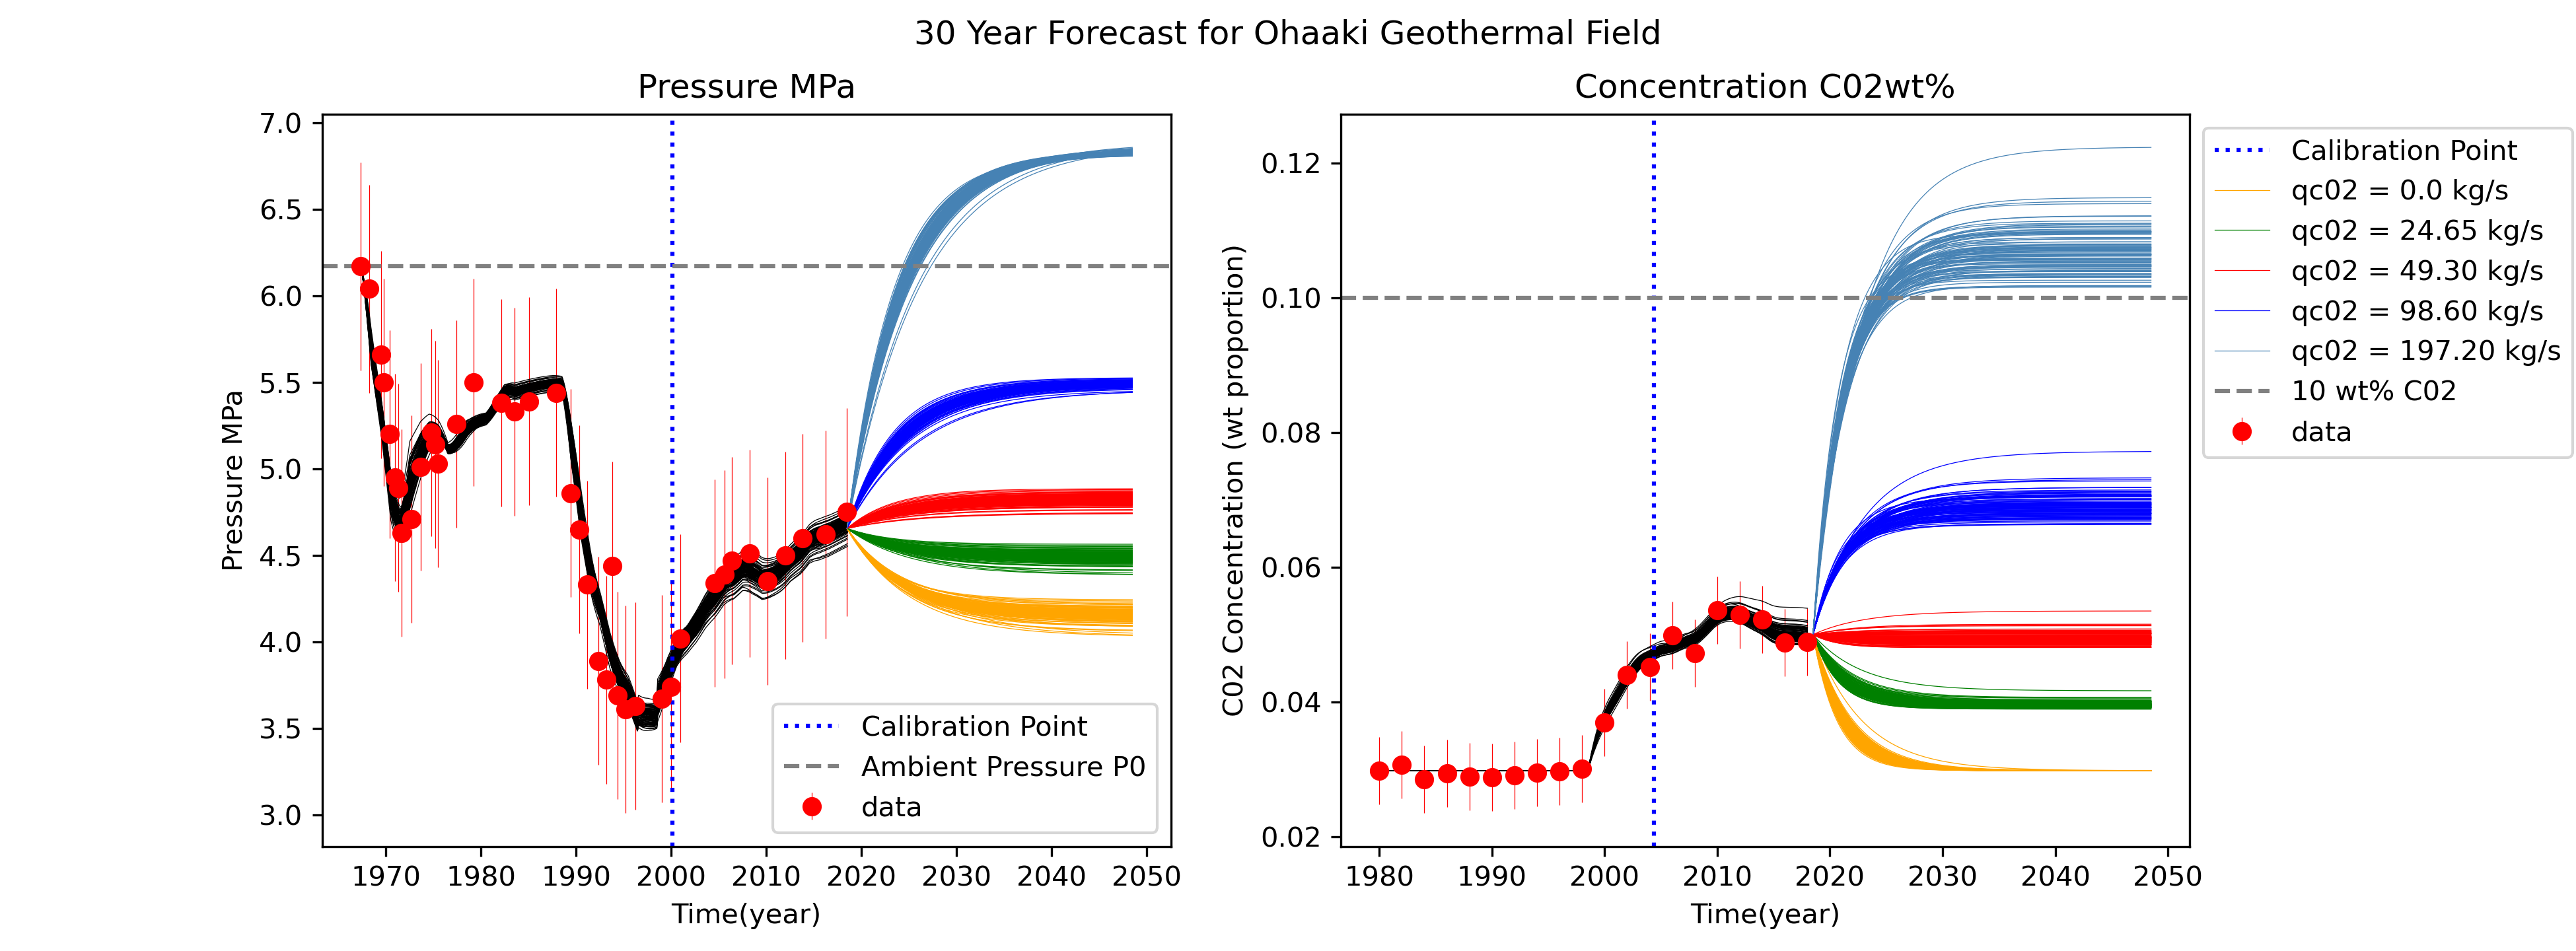 30 Year Forecast for Ohaaki Geothermal Field
Pressure MPa
7.0
6.5
6.0
5.5
5.0
4.5
4.0
3.5
3.0
Pressure MPa
1970 1980 1990 2000 2010 2020 2030 2040 2050
Time(year)
Calibration Point
Ambient Pressure P0
data
Concentration C02wt%
0.12
0.10
0.08
0.06
0.04
0.02
C02 Concentration (wt proportion)
1980 1990 2000 2010 2020 2030 2040 2050
Time(year)
Calibration Point
qc02 = 0.0 kg/s
qc02 = 24.65 kg/s
qc02 = 49.30 kg/s
qc02 = 98.60 kg/s
qc02 = 197.20 kg/s
10 wt% C02
data